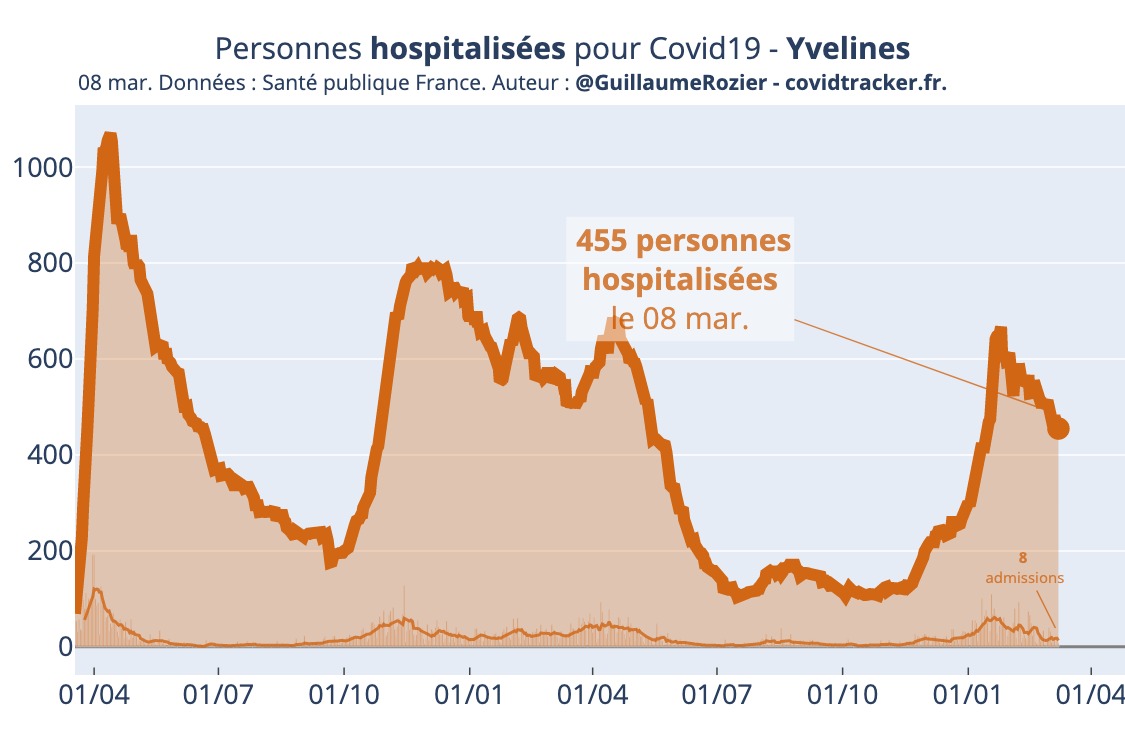 Personnes hospitalisées pour Covid19 - Yvelines
08 mar. Données : Santé publique France. Auteur : @GuillaumeRozier - covidtracker.fr.
1000
800
600
400
200
0
455 personnes
hospitalisées
le 08 mar.
8
admissions
01/04 01/07 01/10 01/01 01/04 01/07 01/10 01/01 01/04